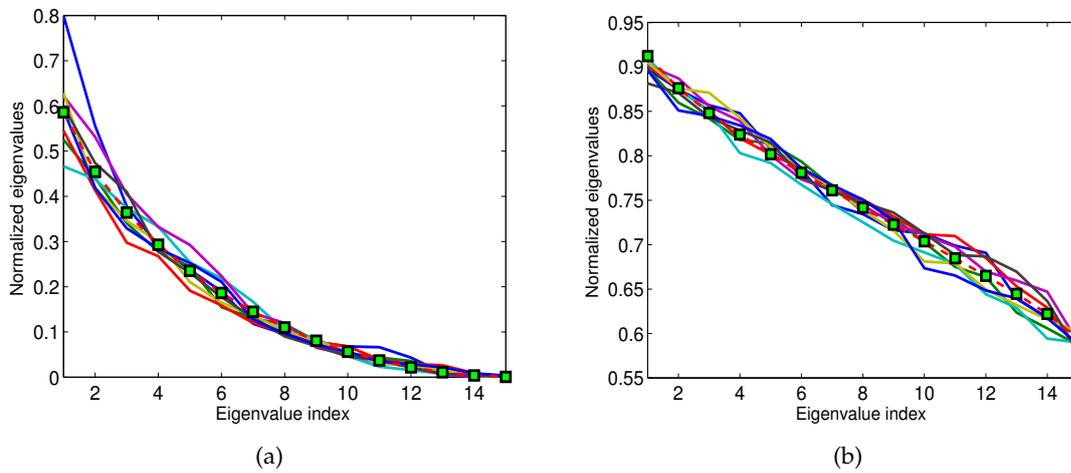 0.8
0.7
0.6
0.5
0.4
0.3
0.2
0.1
0
Normalized eigenvalues
2 4 6 8 10 12 14
Eigenvalue index
(a)
0.95
0.9
0.85
0.8
0.75
0.7
0.65
0.6
0.55
Normalized eigenvalues
2 4 6 8 10 12 14
Eigenvalue index
(b)